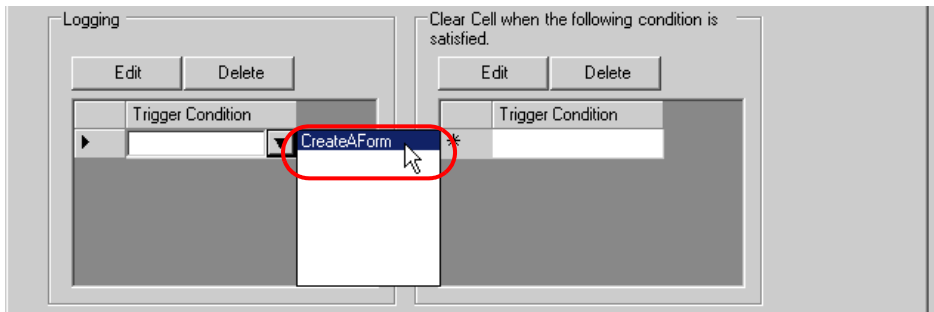 Logging
Edit
Delete
Trigger Condition
CreateAForm
Clear Cell when the following condition is
satisfied.
Edit
Delete
Trigger Condition